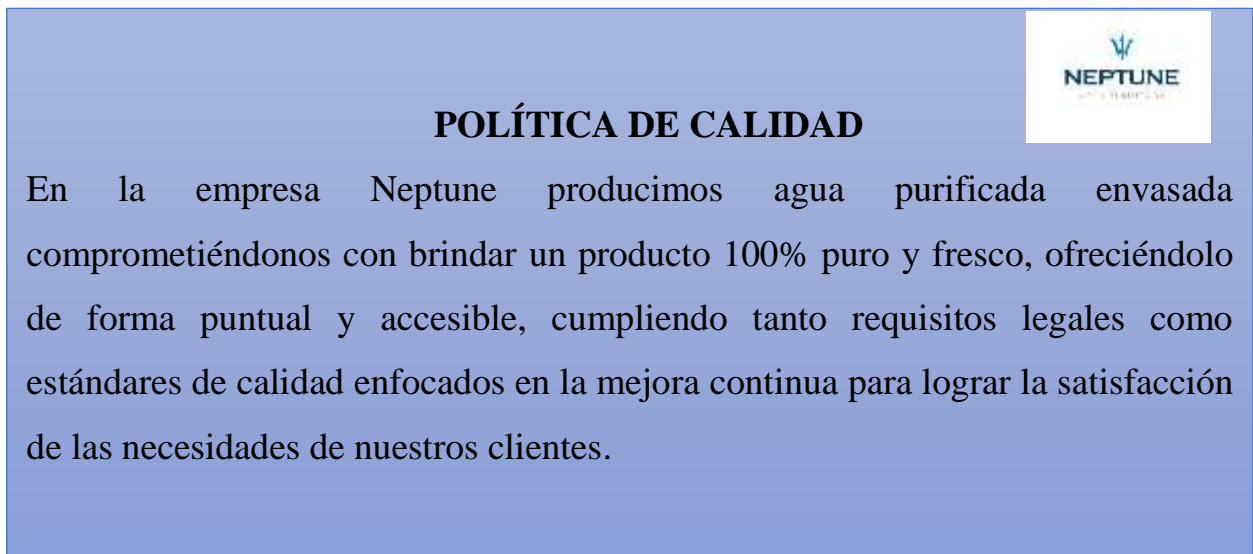 NEPTUNE
POLÍTICA DE CALIDAD
En la empresa Neptune producimos agua purificada envasada
comprometiéndonos con brindar un producto 100% puro y fresco, ofreciéndolo
de forma puntual y accesible, cumpliendo tanto requisitos legales como
estándares de calidad enfocados en la mejora continua para lograr la satisfacción
de las necesidades de nuestros clientes.